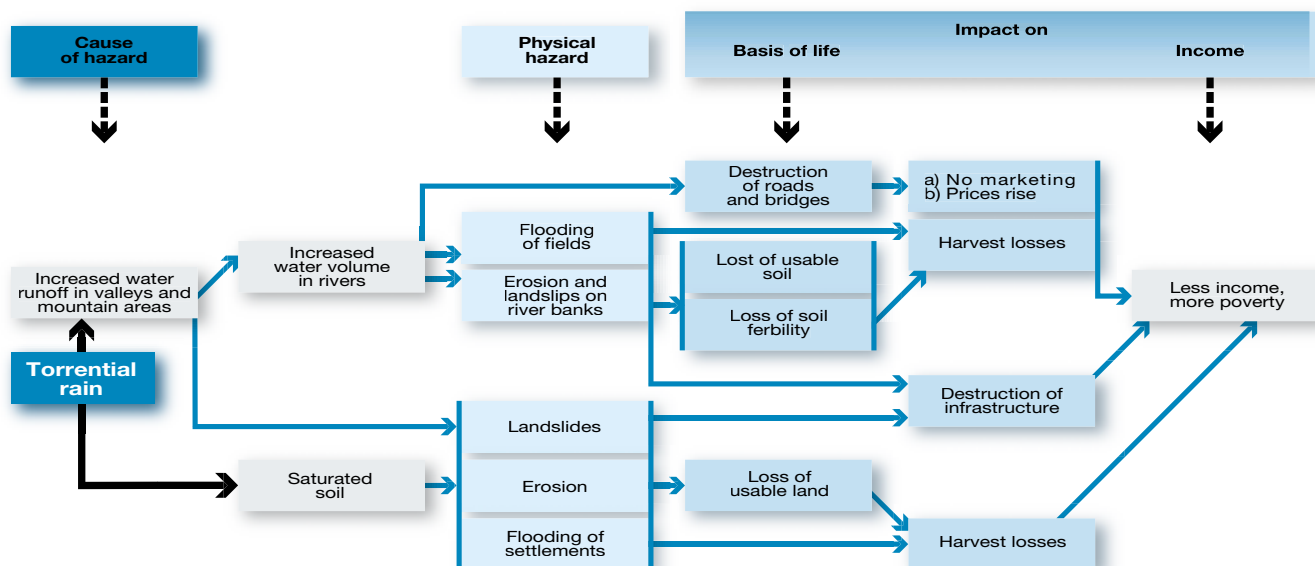 Cause
of hazard
Physical
hazard
Impact on
Basis of life
Income
Destruction
of roads
and bridges
a) No marketing
b) Prices rise
Flooding
of fields
Harvest losses
Increased
water volume
in rivers
Lost of usable
soil
Increased water
runoff in valleys and
mountain areas
Erosion and
landslips on
river banks
Loss of soil
ferbility
Less income,
more poverty
Torrential
rain
Destruction of
infrastructure
Landslides
Saturated
soil
Erosion
Loss of
usable land
Flooding of
settlements
Harvest losses